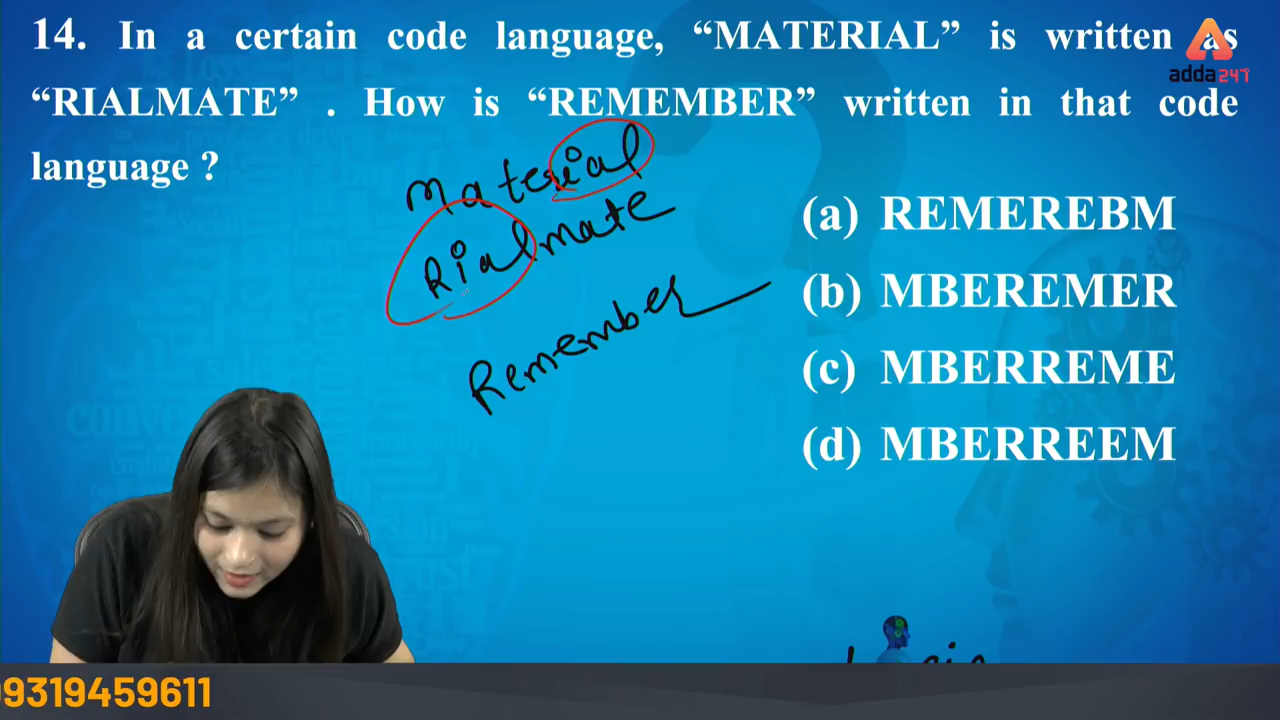 14. In a certain code language, “MATERIAL” is written as
adda247
“RIALMATE” . How is “REMEMBER” written in that code
language ?
Material
Rialmate
Remember
(a) REMEREBM
(b) MBEREMER
(c) MBERREME
(d) MBERREEM
09319459611